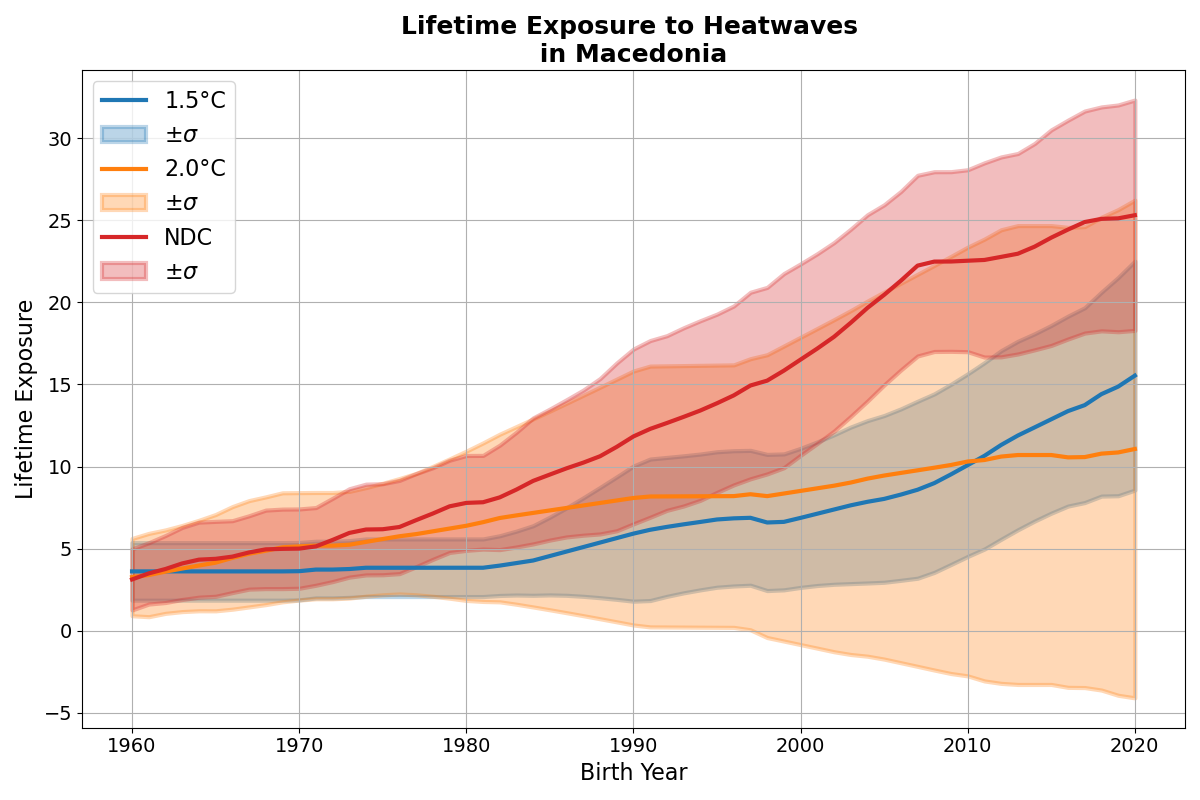 Lifetime Exposure to Heatwaves
in Macedonia
1.5°C
±σ
2.0°C
±σ
NDC
±σ
Lifetime Exposure
30
25
20
15
10
5
0
−5
1960 1970 1980 1990 2000 2010 2020
Birth Year